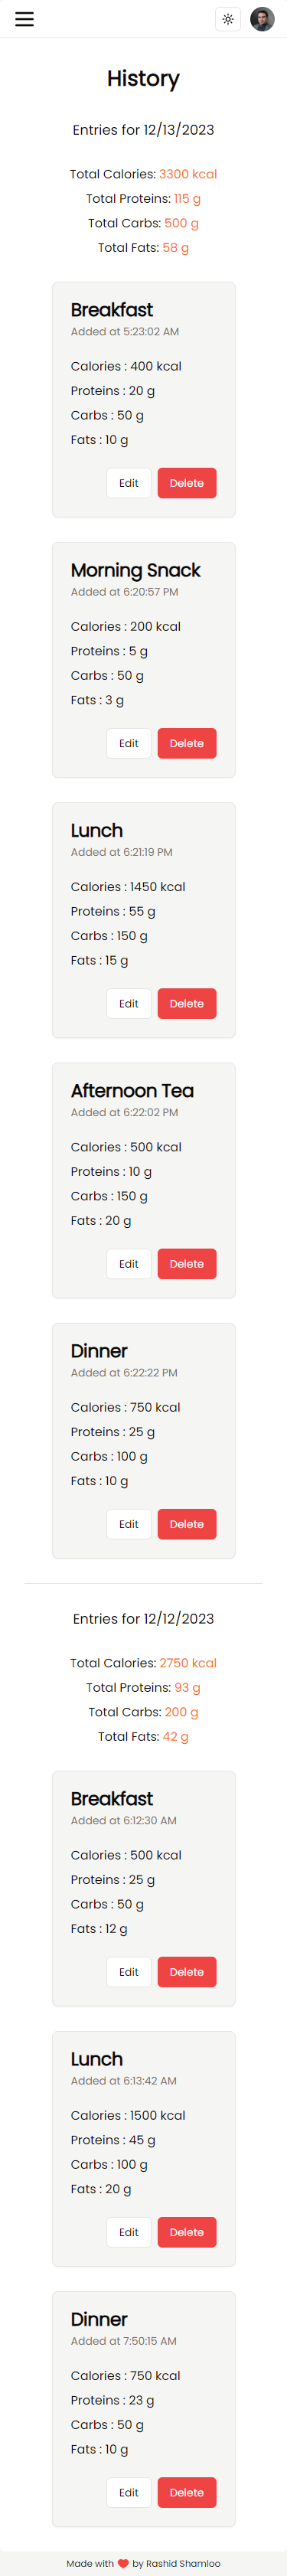 History
Entries for 12/13/2023
Total Calories: 3300 kcal
Total Proteins: 115 g
Total Carbs: 500 g
Total Fats: 58 g
Breakfast
Added at 5:23:02 AM
Calories : 400 kcal
Proteins : 20 g
Carbs : 50 g
Fats : 10 g
Edit Delete
Morning Snack
Added at 6:20:57 PM
Calories : 200 kcal
Proteins : 5 g
Carbs : 50 g
Fats : 3 g
Edit Delete
Lunch
Added at 6:21:19 PM
Calories : 1450 kcal
Proteins : 55 g
Carbs : 150 g
Fats : 15 g
Edit Delete
Afternoon Tea
Added at 6:22:02 PM
Calories : 500 kcal
Proteins : 10 g
Carbs : 150 g
Fats : 20 g
Edit Delete
Dinner
Added at 6:22:22 PM
Calories : 750 kcal
Proteins : 25 g
Carbs : 100 g
Fats : 10 g
Edit Delete
Entries for 12/12/2023
Total Calories: 2750 kcal
Total Proteins: 93 g
Total Carbs: 200 g
Total Fats: 42 g
Breakfast
Added at 6:12:30 AM
Calories : 500 kcal
Proteins : 25 g
Carbs : 50 g
Fats : 12 g
Edit Delete
Lunch
Added at 6:13:42 AM
Calories : 1500 kcal
Proteins : 45 g
Carbs : 100 g
Fats : 20 g
Edit Delete
Dinner
Added at 7:50:15 AM
Calories : 750 kcal
Proteins : 23 g
Carbs : 50 g
Fats : 10 g
Edit Delete
Made with ❤️ by Rashid Shamloo